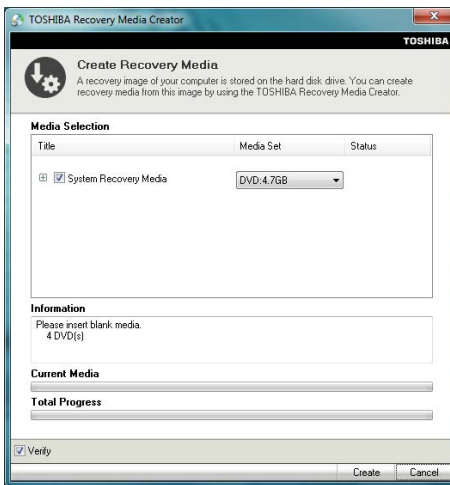 TOSHIBA Recovery Media Creator
TOSHIBA
Create Recovery Media
A recovery image of your computer is stored on the hard disk drive. You can create
recovery media from this image by using the TOSHIBA Recovery Media Creator.
Media Selection
Title Media Set Status
System Recovery Media DVD:4.7GB
Information
Please insert blank media.
4 DVD(s)
Current Media
Total Progress
Verify
Create Cancel